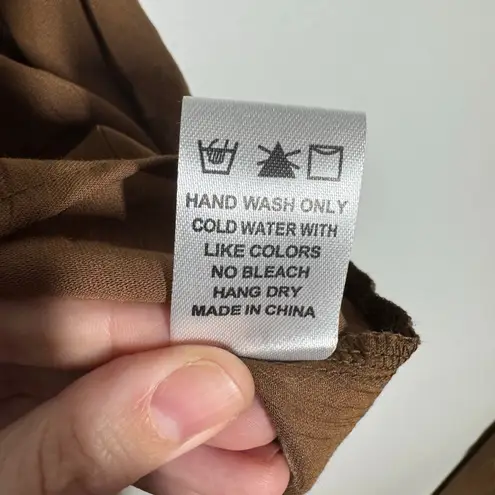 HAND WASH ONLY
COLD WATER WITH
LIKE COLORS
NO BLEACH
HANG DRY
MADE IN CHINA